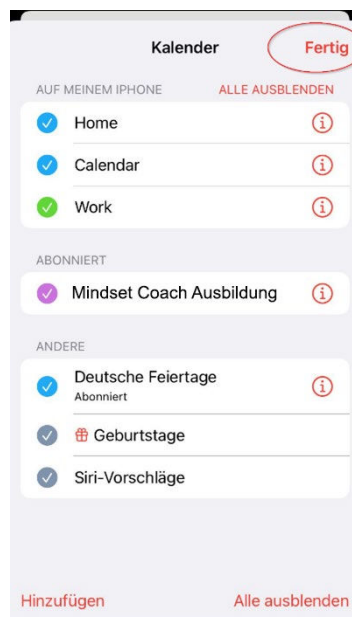 Kalender
Fertig
AUF MEINEM IPHONE
ALLE AUSBLENDEN
Home
Calendar
Work
ABONNIERT
Mindset Coach Ausbildung
ANDERE
Deutsche Feiertage
Abonniert
Geburtstage
Siri-Vorschläge
Hinzufügen
Alle ausblenden